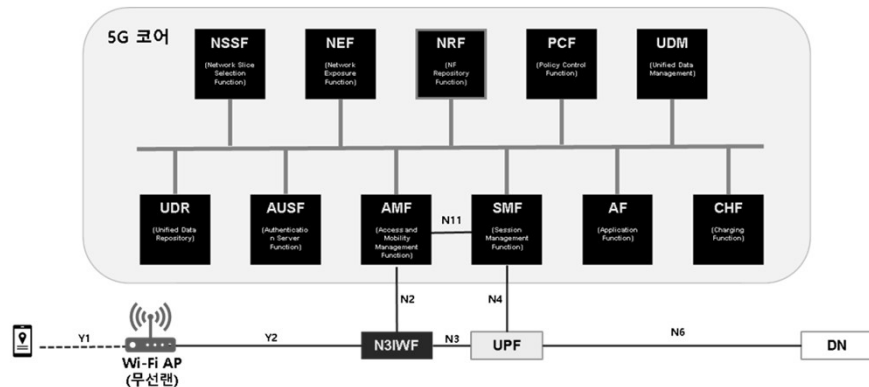 5G 코어
NSSF
(Network Slice
Selection
Function)
NEF
(Network
Exposure
Function)
NRF
(NF
Repository
Function)
PCF
(Policy Control
Function)
UDM
(Unified Data
Management)
UDR
(Unified Data
Repository)
AUSF
(Authenticatio
n Server
Function)
AMF
(Access and
Mobility
Management
Function)
N11
SMF
(Session
Management
Function)
AF
(Application
Function)
CHF
(Charging
Function)
N2
N4
Y1
Wi-Fi AP
(무선랜)
Y2
N3IWF
N3
UPF
N6
DN